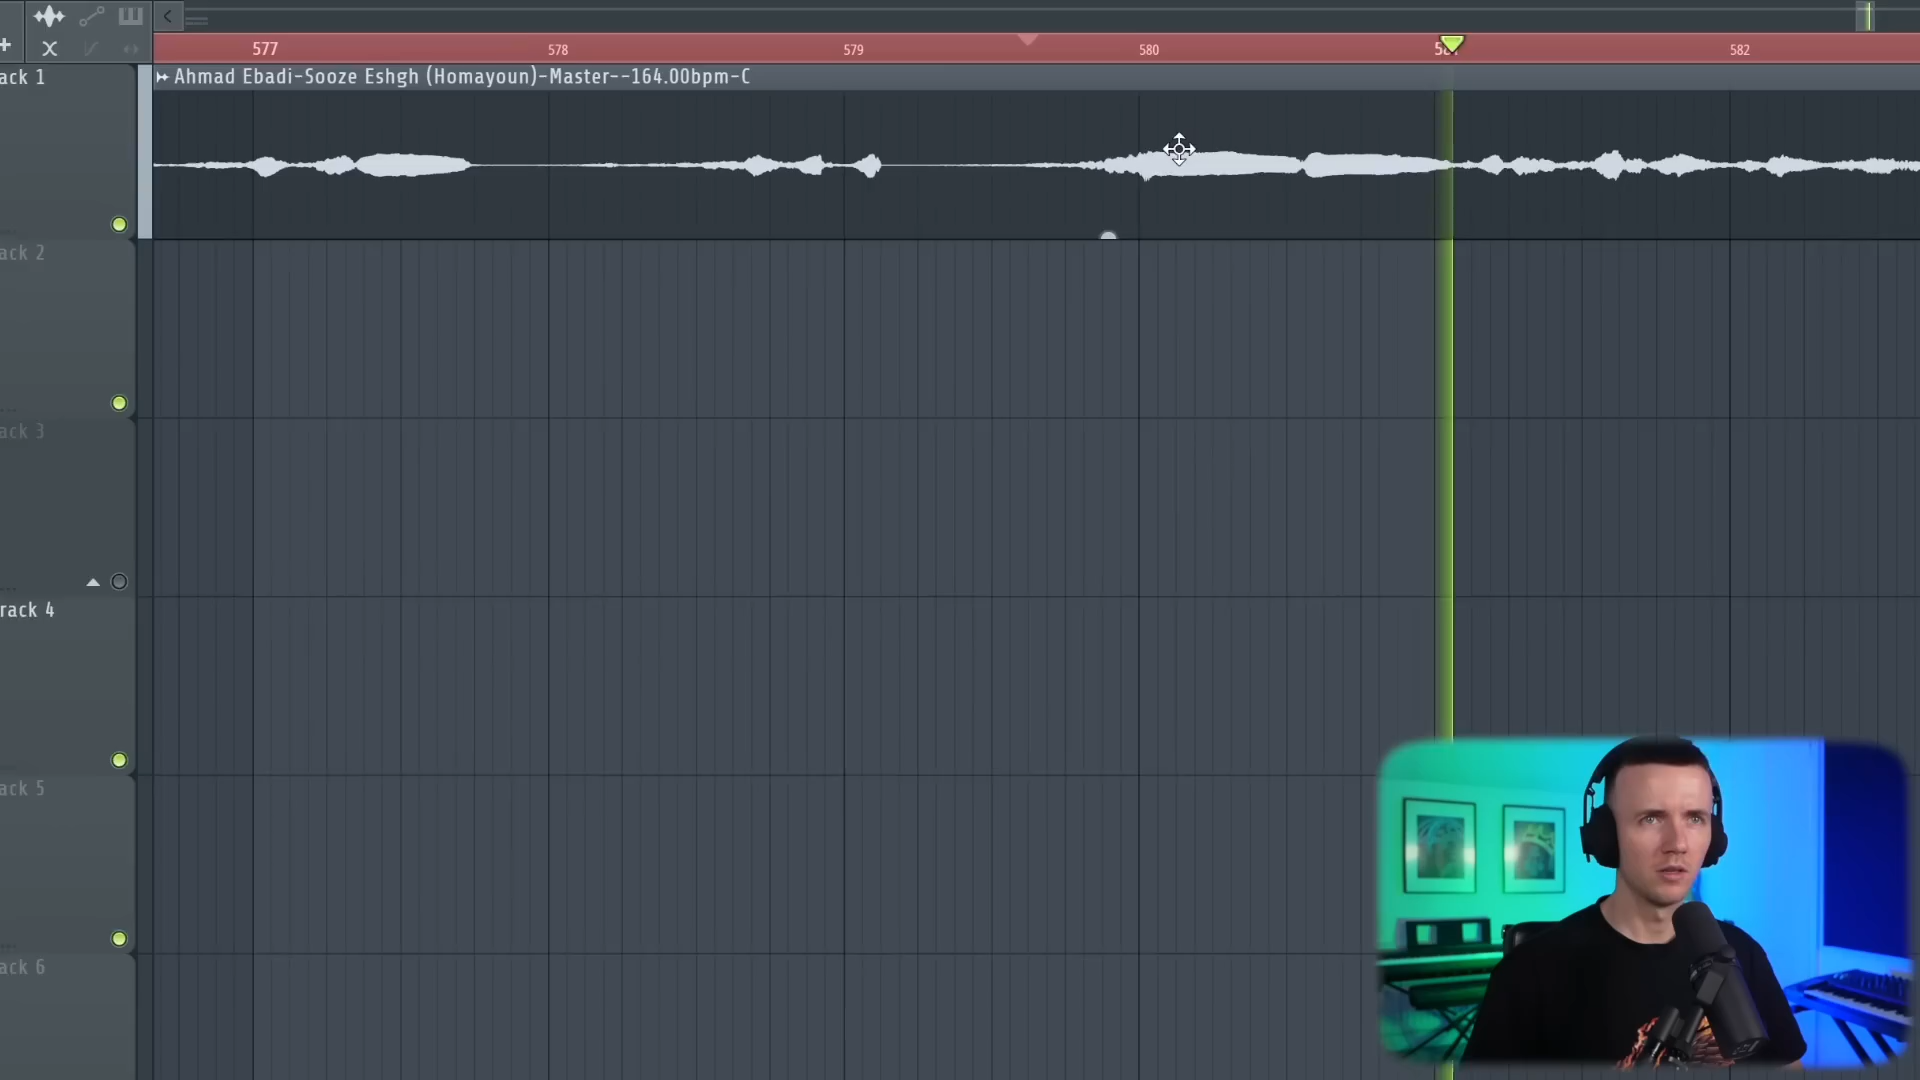 577 578 579 580 582
Ahmad Ebadi-Sooze Eshgh (Homayoun)-Master--164.00bpm-C
ack 1
ack 2
ack 3
rack 4
ack 5
ack 6